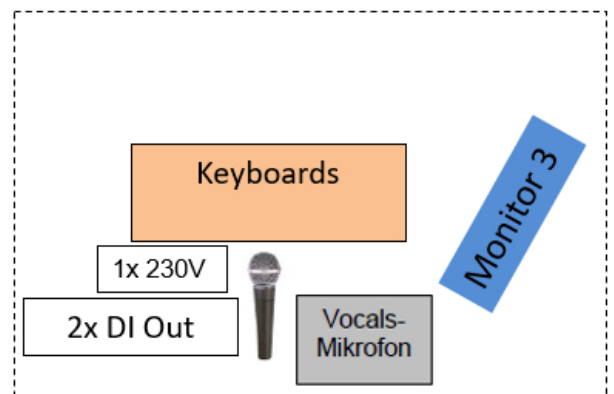 Keyboards
Monitor 3
1x 230V
2x DI Out
Vocals-
Mikrofon